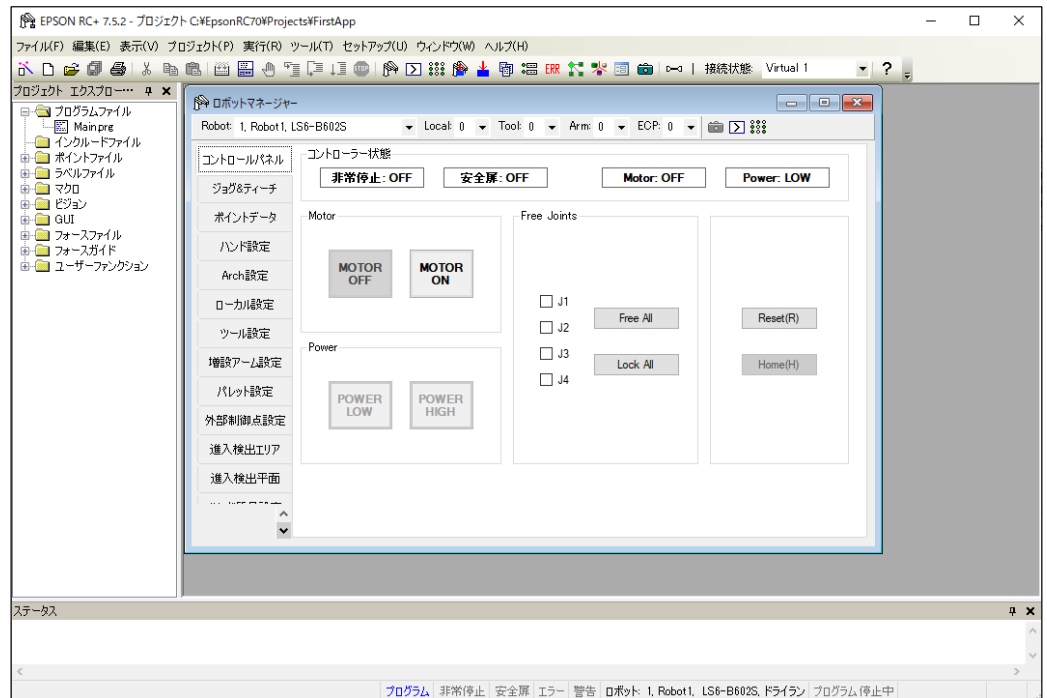 EPSON RC+ 7.5.2 - プロジェクト C:¥EpsonRC70¥Projects¥FirstApp
ファイル(F) 編集(E) 表示(V) プロジェクト(P) 実行(R) ツール(T) セットアップ(U) ウィンドウ(W) ヘルプ(H)
STOP ERR 接続状態: Virtual 1 ?
プロジェクト エクスプロー…
プログラムファイル
Main.prg
インクルードファイル
ポイントファイル
ラベルファイル
マクロ
ビジョン
GUI
フォースファイル
フォースガイド
ユーザーファンクション
ロボットマネージャー
Robot: 1, Robot1, LS6-B602S Local: 0 Tool: 0 Arm: 0 ECP: 0
コントロールパネル
ジョグ&ティーチ
ポイントデータ
ハンド設定
Arch設定
ローカル設定
ツール設定
増設アーム設定
パレット設定
外部制御点設定
進入検出エリア
進入検出平面
コントローラー状態
非常停止: OFF 安全扉: OFF Motor: OFF Power: LOW
Motor
MOTOR OFF
MOTOR ON
Power
POWER LOW
POWER HIGH
Free Joints
J1
J2
J3
J4
Free All
Lock All
Reset(R)
Home(H)
ステータス
プログラム 非常停止 安全扉 エラー 警告 ロボット: 1, Robot1, LS6-B602S, ドライラン プログラム停止中